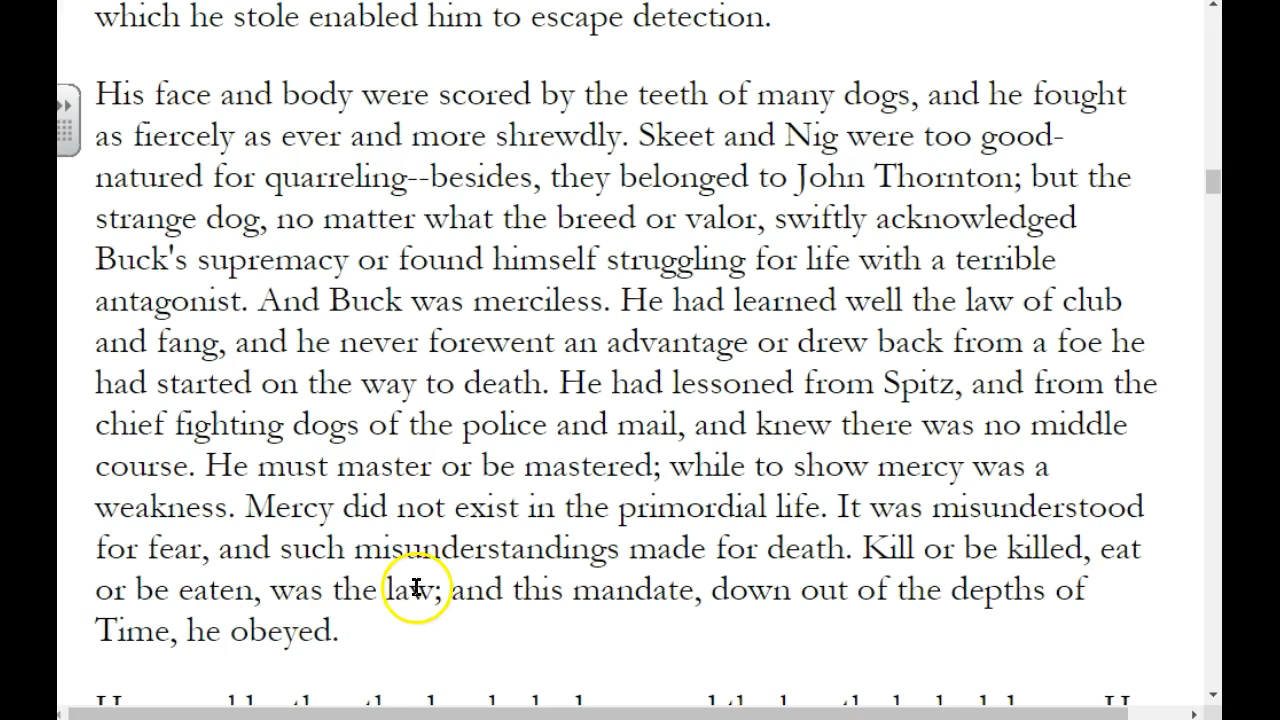 which he stole enabled him to escape detection.
His face and body were scored by the teeth of many dogs, and he fought
as fiercely as ever and more shrewdly. Skeet and Nig were too good-
natured for quarreling--besides, they belonged to John Thornton; but the
strange dog, no matter what the breed or valor, swiftly acknowledged
Buck's supremacy or found himself struggling for life with a terrible
antagonist. And Buck was merciless. He had learned well the law of club
and fang, and he never forewent an advantage or drew back from a foe he
had started on the way to death. He had lessoned from Spitz, and from the
chief fighting dogs of the police and mail, and knew there was no middle
course. He must master or be mastered; while to show mercy was a
weakness. Mercy did not exist in the primordial life. It was misunderstood
for fear, and such misunderstandings made for death. Kill or be killed, eat
or be eaten, was the law; and this mandate, down out of the depths of
Time, he obeyed.